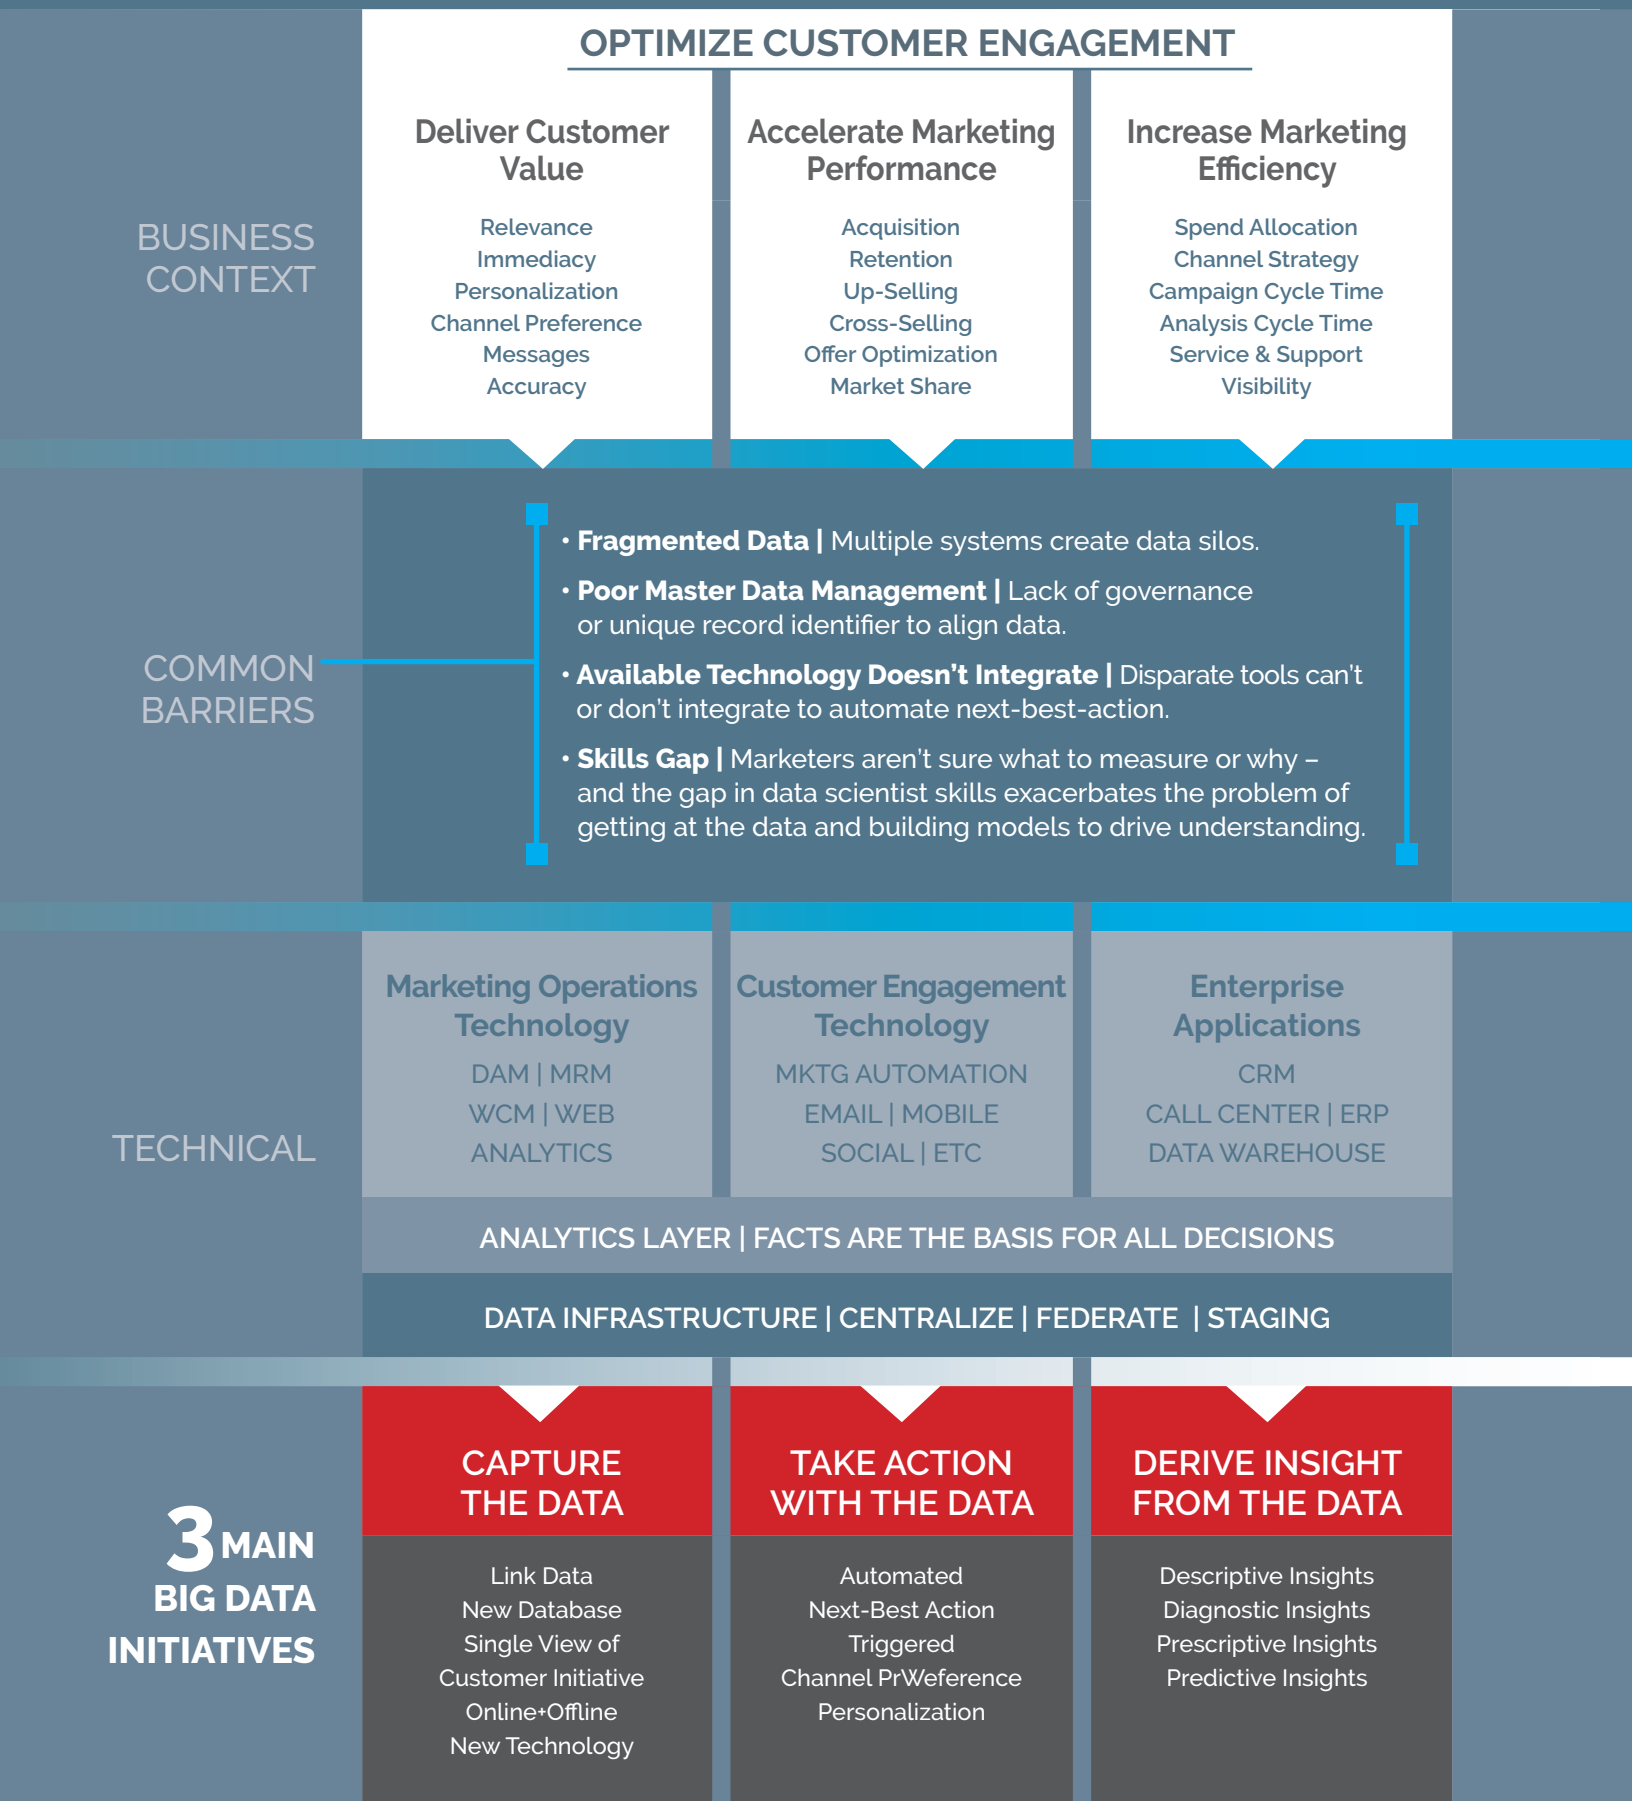 OPTIMIZE CUSTOMER ENGAGEMENT
BUSINESS
CONTEXT
Deliver Customer
Value
Relevance
Immediacy
Personalization
Channel Preference
Messages
Accuracy
Accelerate Marketing
Performance
Acquisition
Retention
Up-Selling
Cross-Selling
Offer Optimization
Market Share
Increase Marketing
Efficiency
Spend Allocation
Channel Strategy
Campaign Cycle Time
Analysis Cycle Time
Service & Support
Visibility
COMMON
BARRIERS
• Fragmented Data | Multiple systems create data silos.
• Poor Master Data Management | Lack of governance
or unique record identifier to align data.
• Available Technology Doesn’t Integrate | Disparate tools can’t
or don’t integrate to automate next-best-action.
• Skills Gap | Marketers aren’t sure what to measure or why –
and the gap in data scientist skills exacerbates the problem of
getting at the data and building models to drive understanding.
TECHNICAL
Marketing Operations
Technology
DAM | MRM
WCM | WEB
ANALYTICS
Customer Engagement
Technology
MKTG AUTOMATION
EMAIL | MOBILE
SOCIAL | ETC
Enterprise
Applications
CRM
CALL CENTER | ERP
DATA WAREHOUSE
ANALYTICS LAYER | FACTS ARE THE BASIS FOR ALL DECISIONS
DATA INFRASTRUCTURE | CENTRALIZE | FEDERATE | STAGING
3 MAIN
BIG DATA
INITIATIVES
CAPTURE
THE DATA
Link Data
New Database
Single View of
Customer Initiative
Online+Offline
New Technology
TAKE ACTION
WITH THE DATA
Automated
Next-Best Action
Triggered
Channel PrWeference
Personalization
DERIVE INSIGHT
FROM THE DATA
Descriptive Insights
Diagnostic Insights
Prescriptive Insights
Predictive Insights